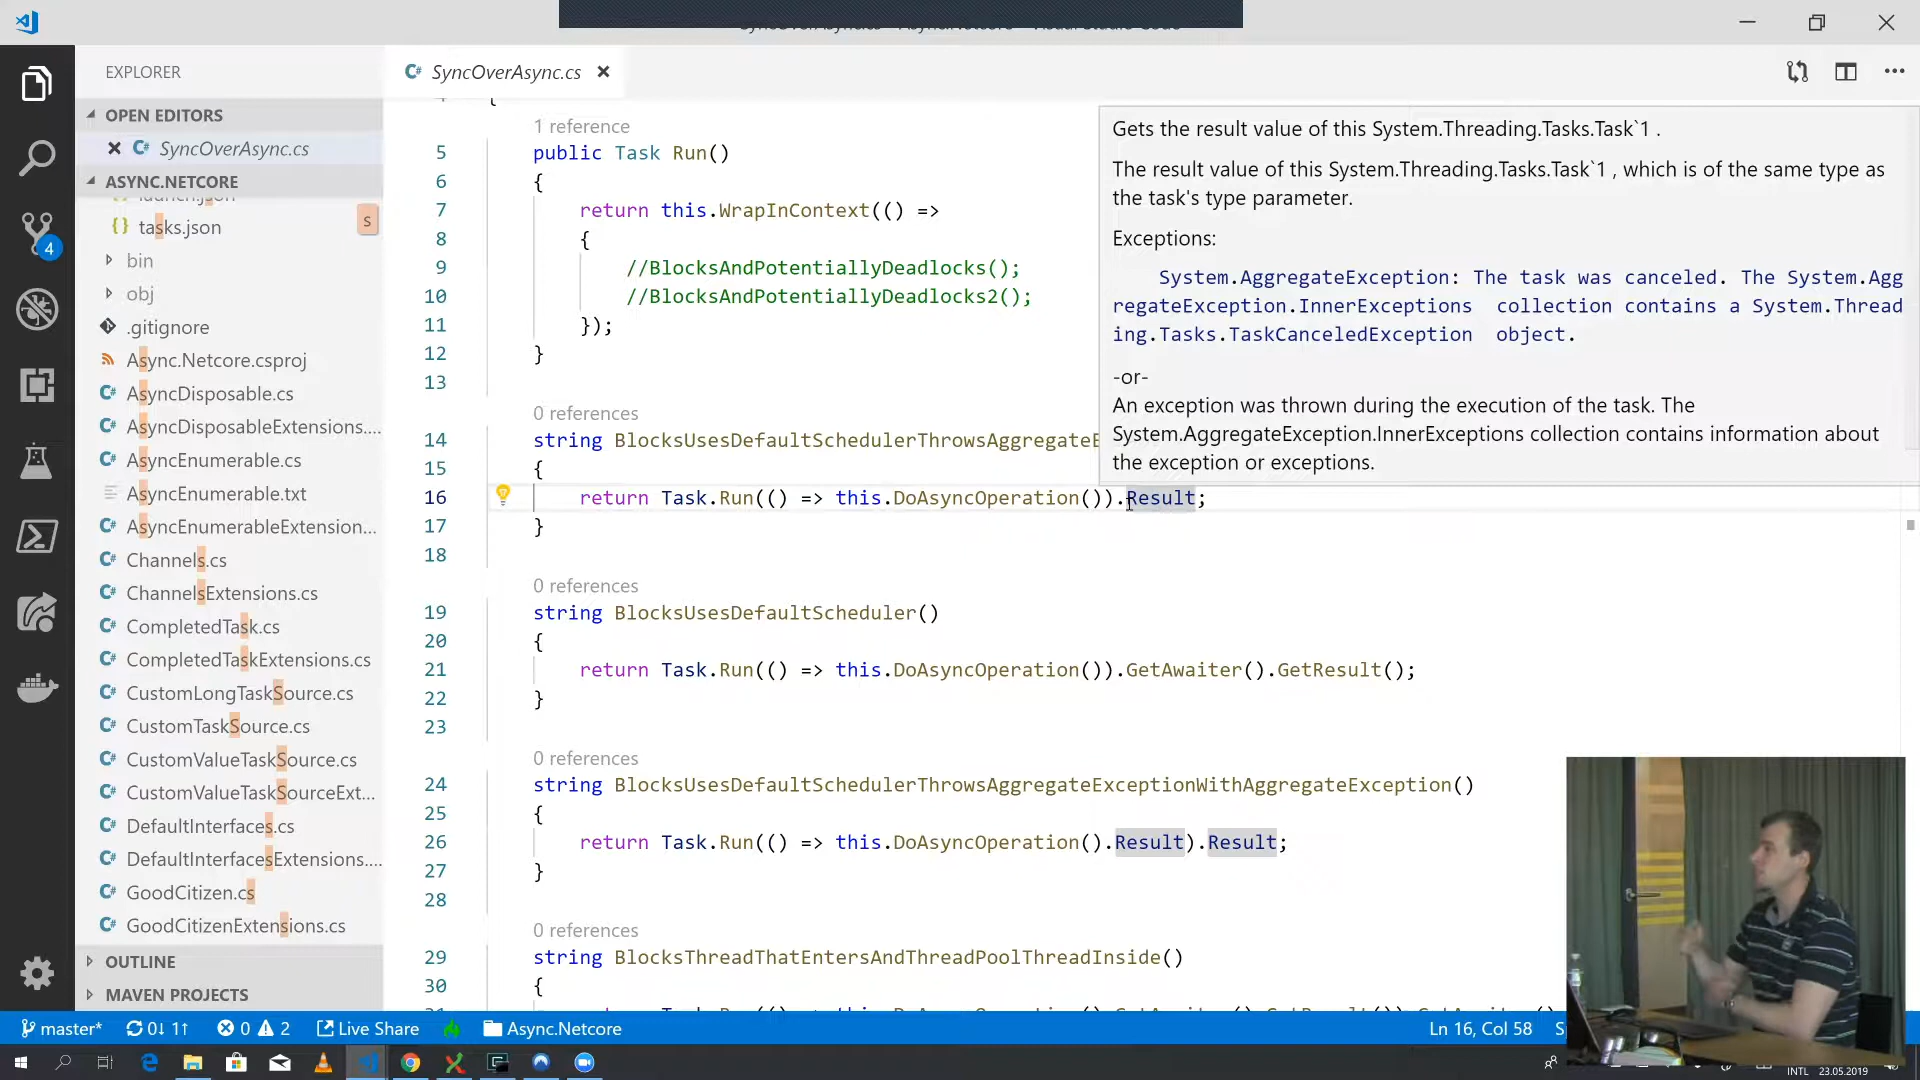 EXPLORER
OPEN EDITORS
SyncOverAsync.cs
ASYNC.NETCORE
launch.json
tasks.json
S
bin
obj
.gitignore
Async.Netcore.csproj
AsyncDisposable.cs
AsyncDisposableExtensions....
AsyncEnumerable.cs
AsyncEnumerable.txt
AsyncEnumerableExtension...
Channels.cs
ChannelsExtensions.cs
CompletedTask.cs
CompletedTaskExtensions.cs
CustomLongTaskSource.cs
CustomTaskSource.cs
CustomValueTaskSource.cs
CustomValueTaskSourceExt...
DefaultInterfaces.cs
DefaultInterfacesExtensions....
GoodCitizen.cs
GoodCitizenExtensions.cs
OUTLINE
MAVEN PROJECTS
4
SyncOverAsync.cs
{
1 reference
5 public Task Run()
6 {
7 return this.WrapInContext(() =>
8 {
9 //BlocksAndPotentiallyDeadlocks();
10 //BlocksAndPotentiallyDeadlocks2();
11 });
12 }
13
0 references
14 string BlocksUsesDefaultSchedulerThrowsAggregateE
15 {
16 return Task.Run(() => this.DoAsyncOperation()).Result;
17 }
18
0 references
19 string BlocksUsesDefaultScheduler()
20 {
21 return Task.Run(() => this.DoAsyncOperation()).GetAwaiter().GetResult();
22 }
23
0 references
24 string BlocksUsesDefaultSchedulerThrowsAggregateExceptionWithAggregateException()
25 {
26 return Task.Run(() => this.DoAsyncOperation().Result).Result;
27 }
28
0 references
29 string BlocksThreadThatEntersAndThreadPoolThreadInside()
30 {
Gets the result value of this System.Threading.Tasks.Task`1 .
The result value of this System.Threading.Tasks.Task`1 , which is of the same type as
the task's type parameter.
Exceptions:
System.AggregateException: The task was canceled. The System.Agg
regateException.InnerExceptions collection contains a System.Thread
ing.Tasks.TaskCanceledException object.
-or-
An exception was thrown during the execution of the task. The
System.AggregateException.InnerExceptions collection contains information about
the exception or exceptions.
master* 0↓ 1↑ 0 2 Live Share Async.Netcore Ln 16, Col 58 S
INTL 23.05.2019